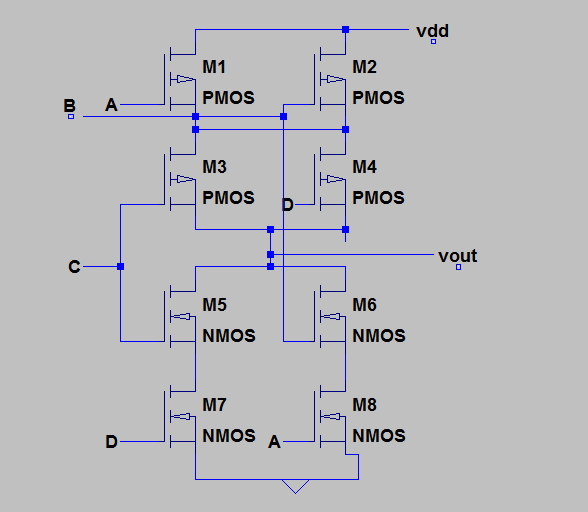 vdd
M1 M2
B A PMOS PMOS
M3 M4
PMOS D PMOS
vout
C
M5 M6
NMOS NMOS
M7 M8
D NMOS A NMOS